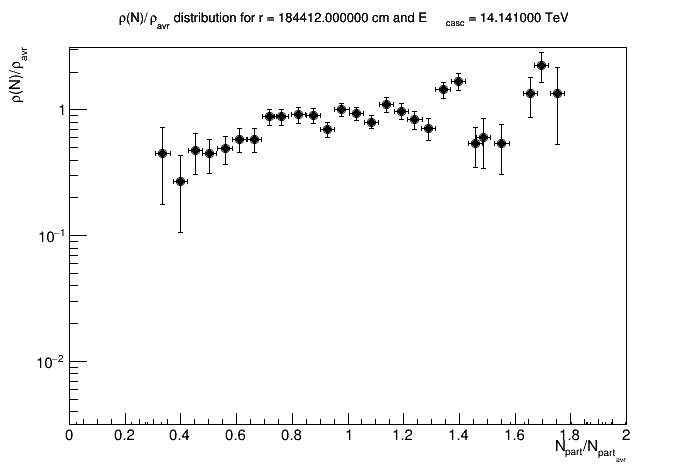 ρ(N)/ρavr distribution for r = 184412.000000 cm and E casc = 14.141000 TeV
ρ(N)/ρavr
1
10−1
10−2
0 0.2 0.4 0.6 0.8 1 1.2 1.4 1.6 1.8 2
Npart/Npartavr